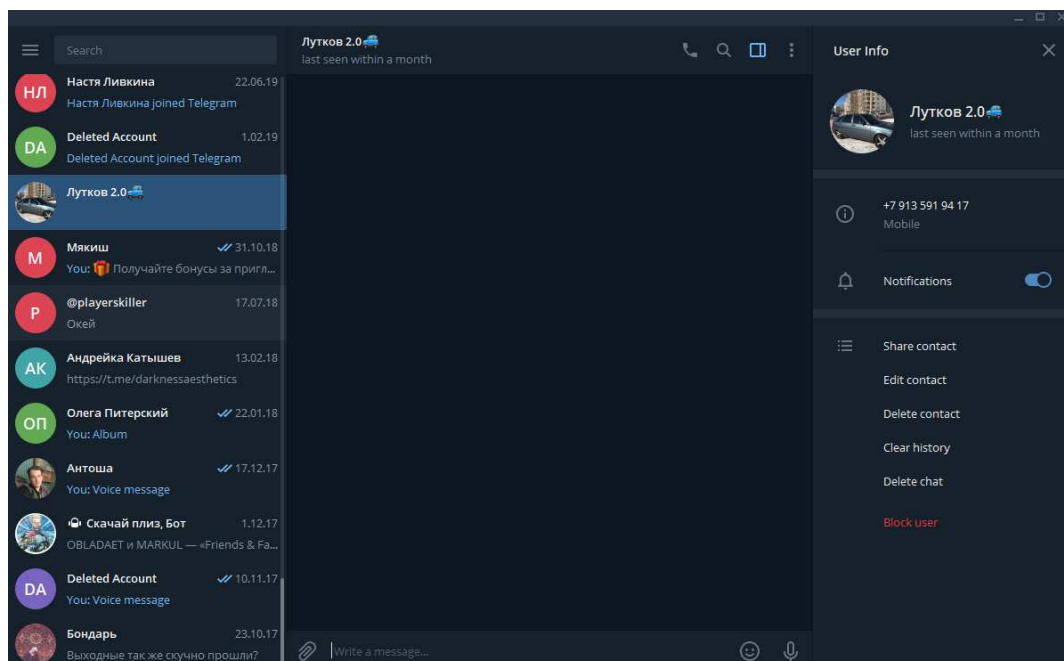 Search
Настя Ливкина 22.06.19
Настя Ливкина joined Telegram
НЛ
Deleted Account 1.02.19
Deleted Account joined Telegram
DA
Лутков 2.0🚙
Мякиш 31.10.18
You: 🎁 Получайте бонусы за пригл...
М
@playerskiller 17.07.18
Окей
P
Андрейка Катышев 13.02.18
https://t.me/darknessaesthetics
АК
Олега Питерский 22.01.18
You: Album
ОП
Антоша 17.12.17
You: Voice message
Скачай плиз, Бот 1.12.17
OBLADAET и MARKUL — «Friends & Fa...
Deleted Account 10.11.17
You: Voice message
DA
Бондарь 23.10.17
Выходные так же скучно прошли?
Лутков 2.0🚙
last seen within a month
Write a message...
User Info
Лутков 2.0🚙
last seen within a month
+7 913 591 94 17
Mobile
Notifications
Share contact
Edit contact
Delete contact
Clear history
Delete chat
Block user